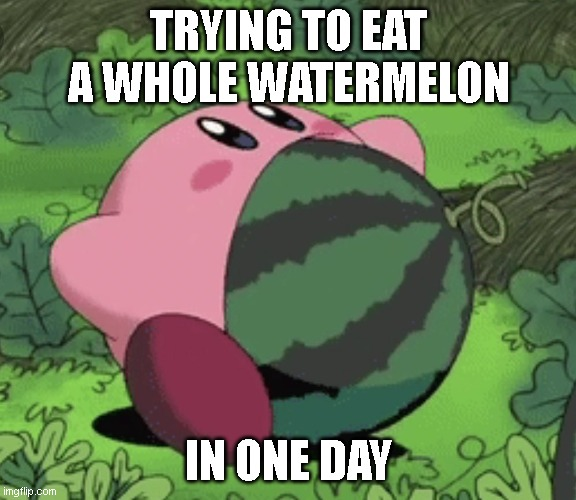 TRYING TO EAT
A WHOLE WATERMELON
IN ONE DAY
imgflip.com